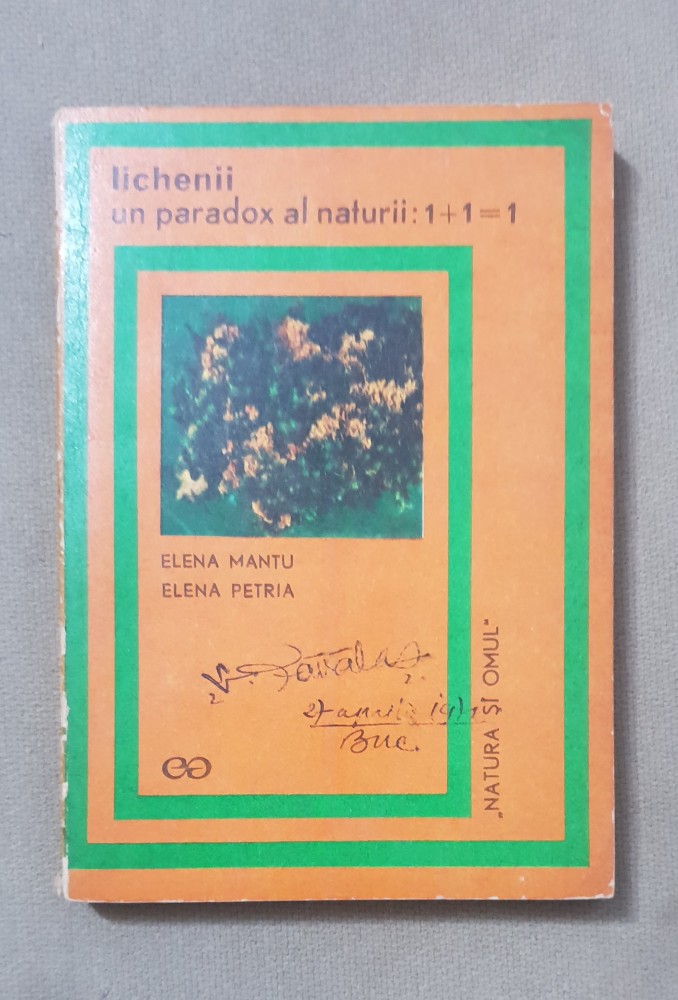 lichenii
un paradox al naturii: 1+1=1
ELENA MANTU
ELENA PETRIA
Buc.
„NATURA ȘI OMUL“